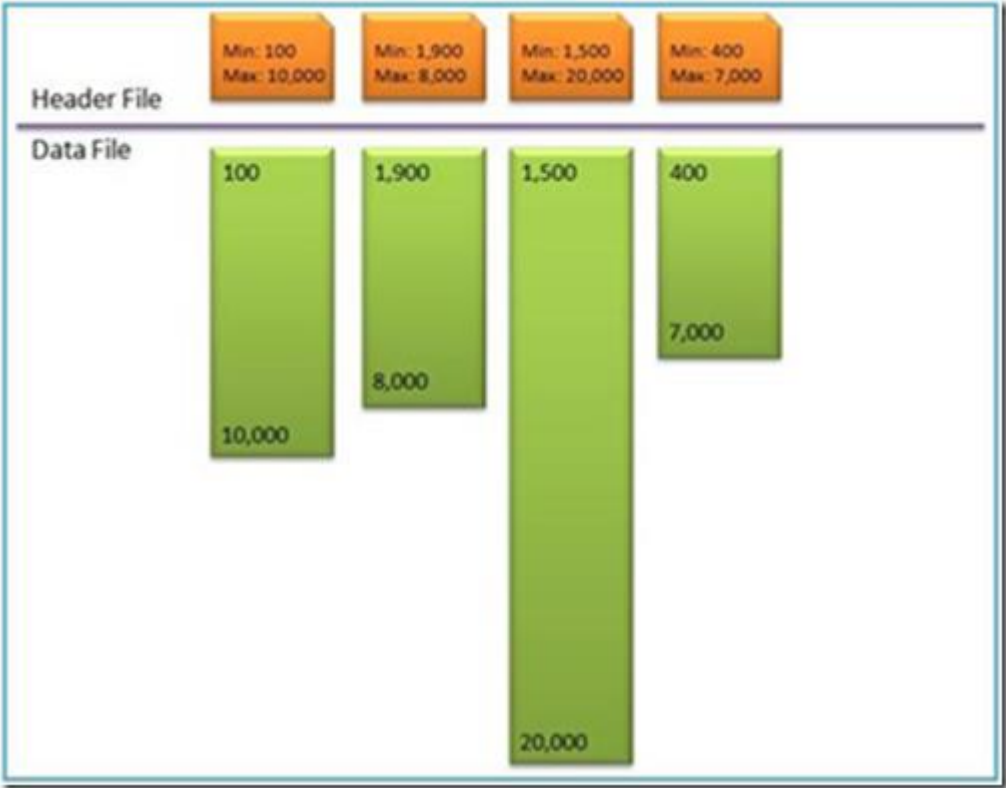 Min: 100
Max: 10,000
Min: 1,900
Max: 8,000
Min: 1,500
Max: 20,000
Min: 400
Max: 7,000
Header File
Data File
100
10,000
1,900
8,000
1,500
20,000
400
7,000